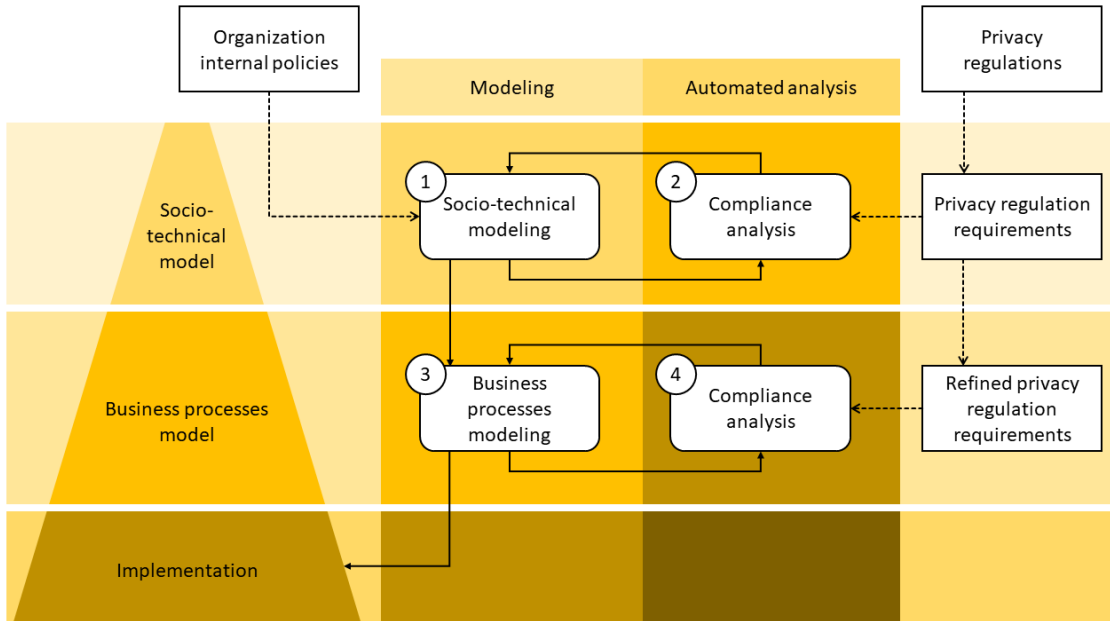 Organization
internal policies
Privacy
regulations
Modeling
Automated analysis
1
2
Socio-
technical
model
Socio-technical
modeling
Compliance
analysis
Privacy regulation
requirements
3
4
Business processes
model
Business
processes
modeling
Compliance
analysis
Refined privacy
regulation
requirements
Implementation